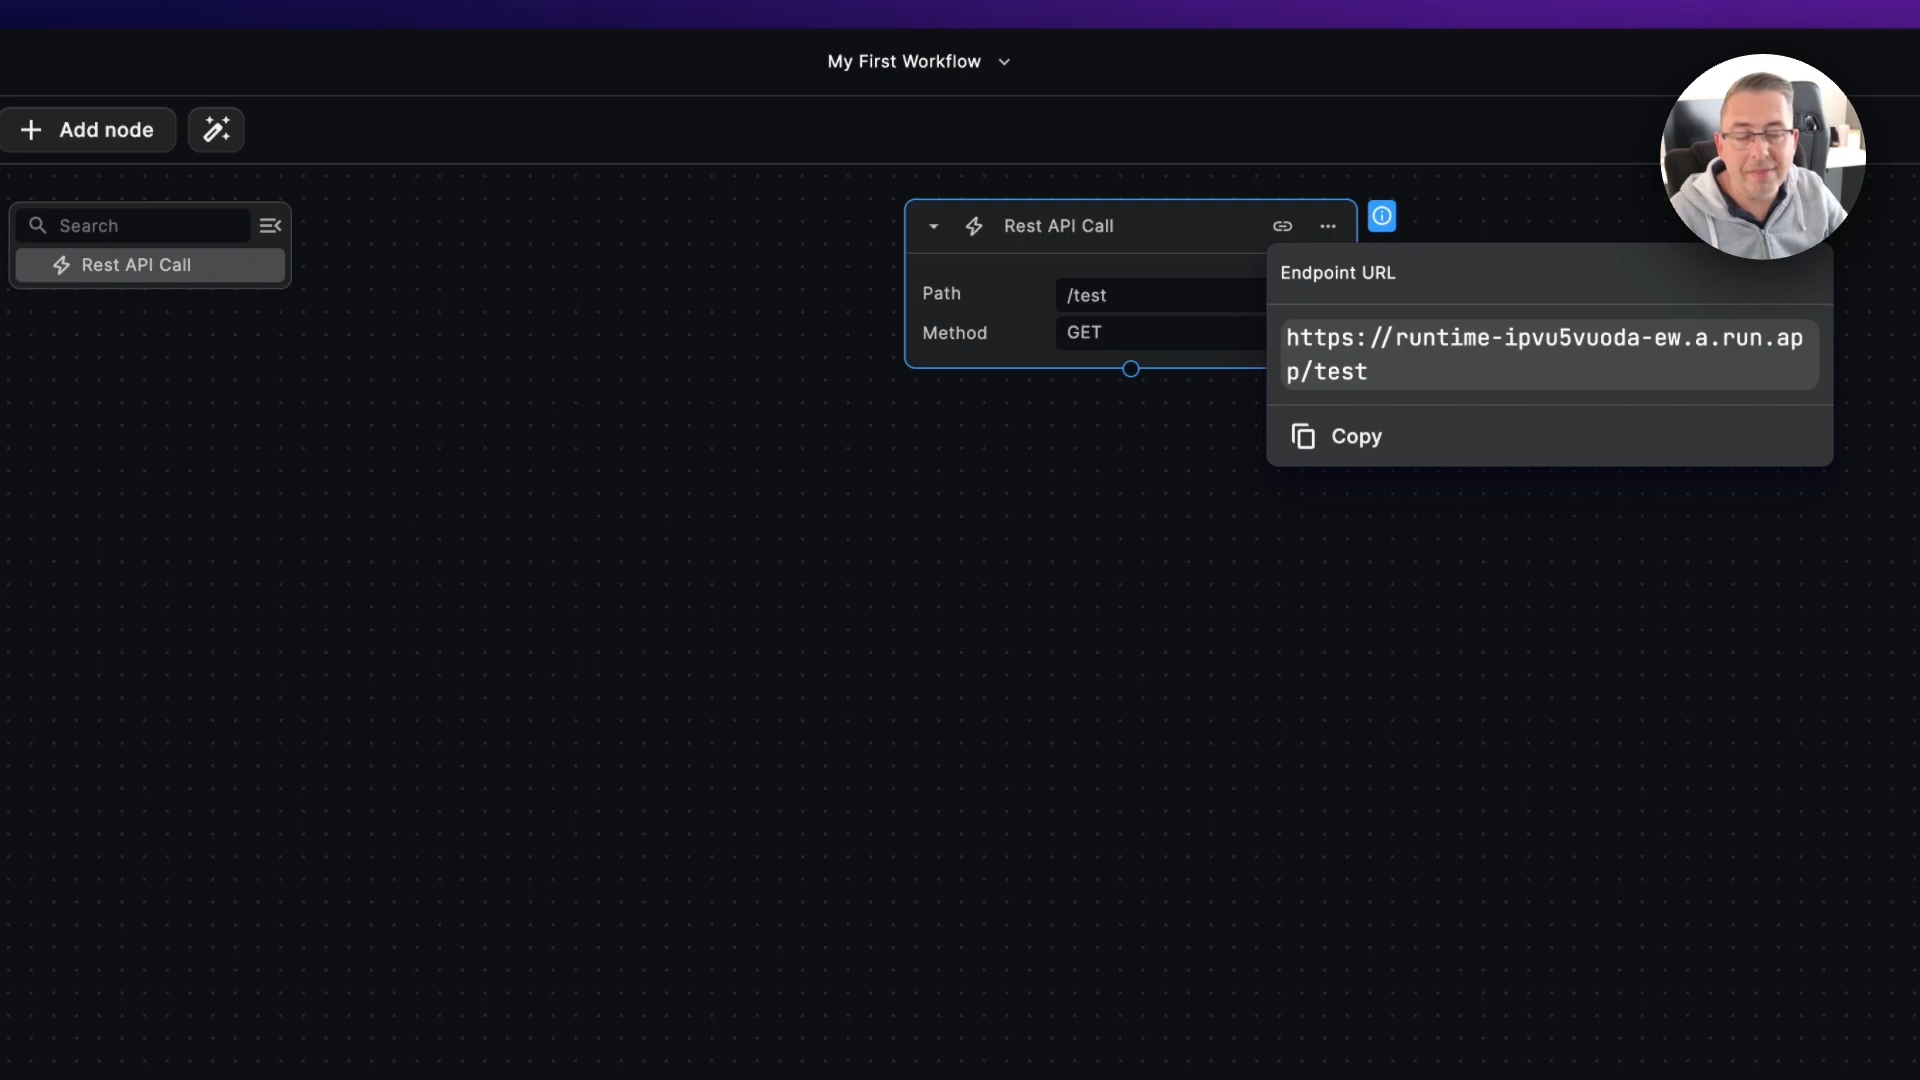 My First Workflow
Add node
Search
Rest API Call
Rest API Call
Path
/test
Method
GET
Endpoint URL
https://runtime-ipvu5vuoda-ew.a.run.ap
p/test
Copy